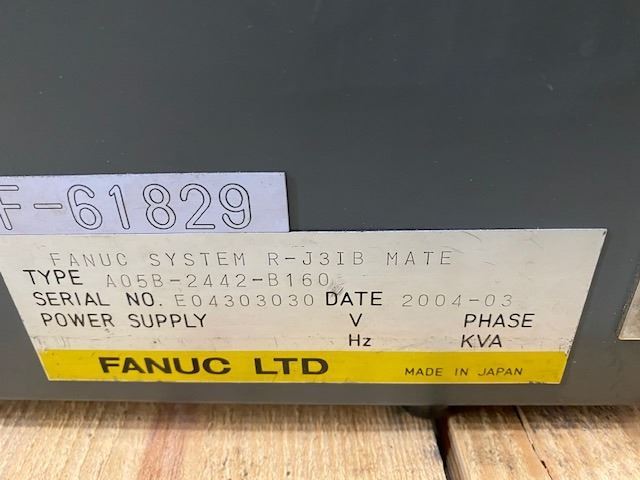 F-61829
FANUC SYSTEM R-J3IB MATE
TYPE A05B-2442-B160
SERIAL NO. E04303030 DATE 2004-03
POWER SUPPLY V PHASE
Hz KVA
FANUC LTD MADE IN JAPAN